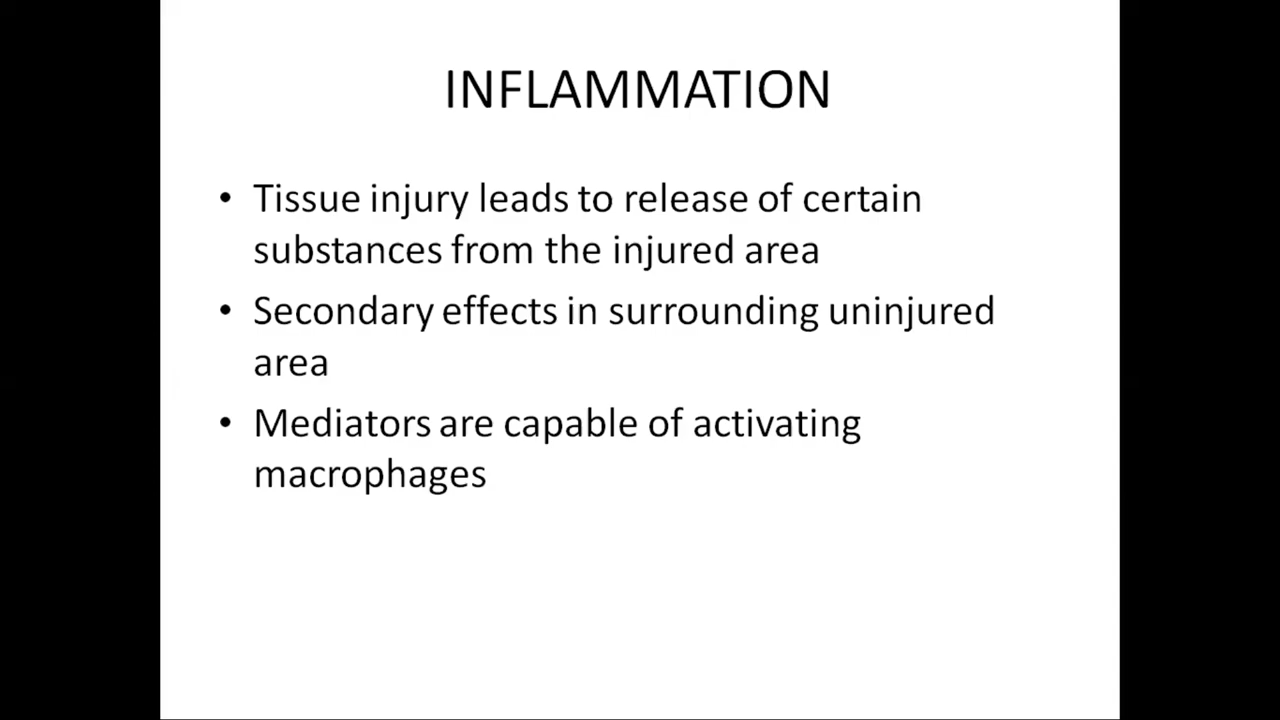 INFLAMMATION
• Tissue injury leads to release of certain
substances from the injured area
• Secondary effects in surrounding uninjured
area
• Mediators are capable of activating
macrophages